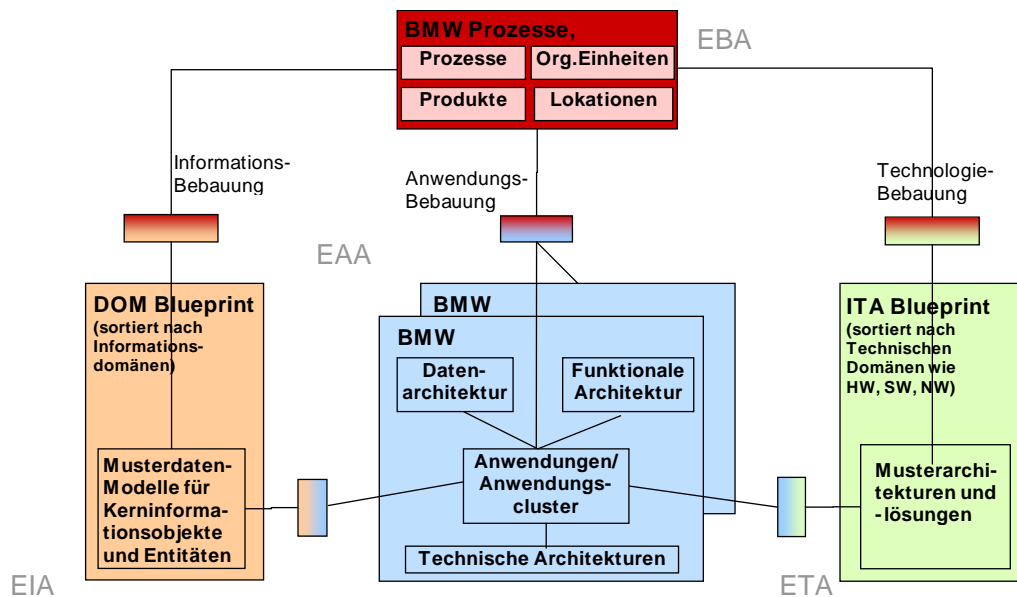 BMW Prozesse,
EBA
Prozesse
Org.Einheiten
Produkte
Lokationen
Informations-
Bebauung
Anwendungs-
Bebauung
Technologie-
Bebauung
EAA
DOM Blueprint
(sortiert nach
Informations-
domänen)
Musterdaten-
Modelle für
Kerninforma-
tionsobjekte
und Entitäten
BMW
BMW
Daten-
architektur
Funktionale
Architektur
Anwendungen/
Anwendungs-
cluster
Technische Architekturen
ITA Blueprint
(sortiert nach
Technischen
Domänen wie
HW, SW, NW)
Musterarchi-
tekturen und
-lösungen
EIA
ETA